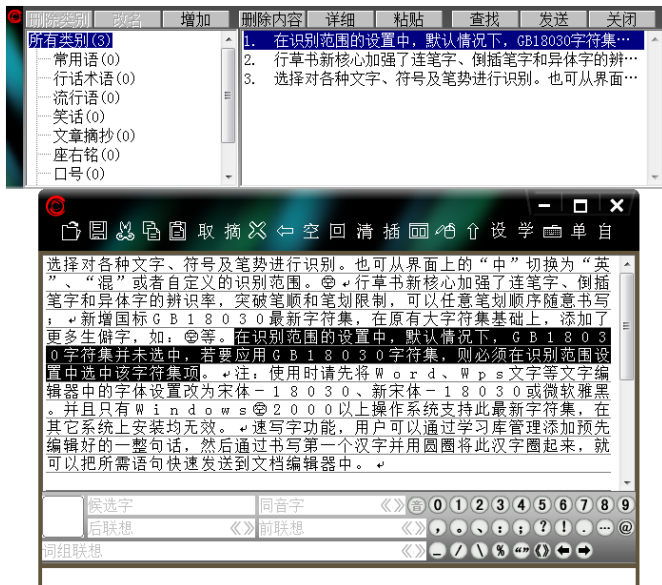 删除类别 改名 增加 删除内容 详细 粘贴 查找 发送 关闭
所有类别(3)
常用语(0)
行话术语(0)
流行语(0)
笑话(0)
文章摘抄(0)
座右铭(0)
口号(0)
1. 在识别范围的设置中，默认情况下，GB18030字符集…
2. 行草书新核心加强了连笔字、倒插笔字和异体字的辨…
3. 选择对各种文字、符号及笔势进行识别。也可从界面…
取 摘 空 回 清 插 设 学 单 自
选择对各种文字、符号及笔势进行识别。也可从界面上的“中”切换为“英
”、“混”或者自定义的识别范围。↵行草书新核心加强了连笔字、倒插
笔字和异体字的辨识率，突破笔顺和笔划限制，可以任意笔划顺序随意书写
；↵新增国标ＧＢ１８０３０最新字符集，在原有大字符集基础上，添加了
更多生僻字，如：等。在识别范围的设置中，默认情况下，ＧＢ１８０３
０字符集并未选中，若要应用ＧＢ１８０３０字符集，则必须在识别范围设
置中选中该字符集项。↵注：使用时请先将Ｗｏｒｄ、Ｗｐｓ文字等文字编
辑器中的字体设置改为宋体－１８０３０、新宋体－１８０３０或微软雅黑
。并且只有Ｗｉｎｄｏｗｓ２０００以上操作系统支持此最新字符集，在
其它系统上安装均无效。↵速写字功能，用户可以通过学习库管理添加预先
编辑好的一整句话，然后通过书写第一个汉字并用圆圈将此汉字圈起来，就
可以把所需语句快速发送到文档编辑器中。↵
候选字 同音字 《》 音 0 1 2 3 4 5 6 7 8 9
后联想 《》 前联想 《》 ， 。 、 ： ； ？ ！ . … @
词组联想 《》 － / \ % “” 《》 ← →